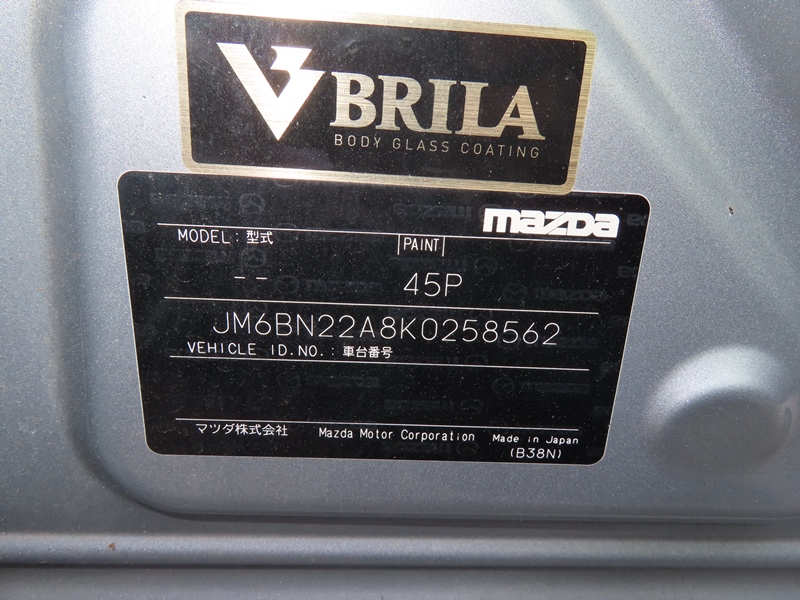 V BRILA
BODY GLASS COATING
mazda
MODEL : 型式
PAINT
-- 45P
JM6BN22A8K0258562
VEHICLE ID.NO. : 車台番号
マツダ株式会社 Mazda Motor Corporation Made in Japan
(B38N)